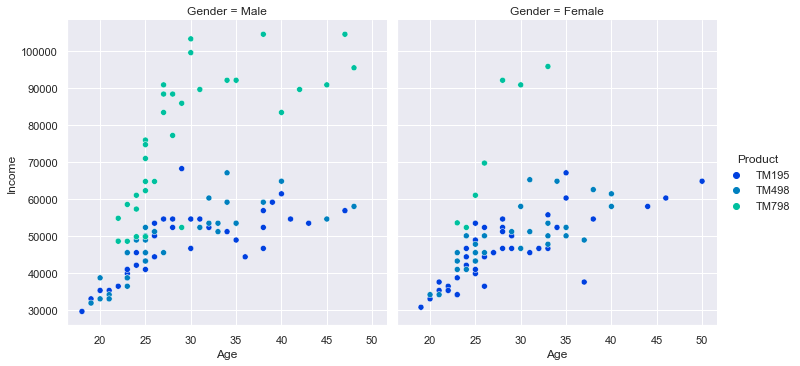 Gender = Male
Gender = Female
Income
100000
90000
80000
70000
60000
50000
40000
30000
20 25 30 35 40 45 50
20 25 30 35 40 45 50
Age
Age
Product
TM195
TM498
TM798